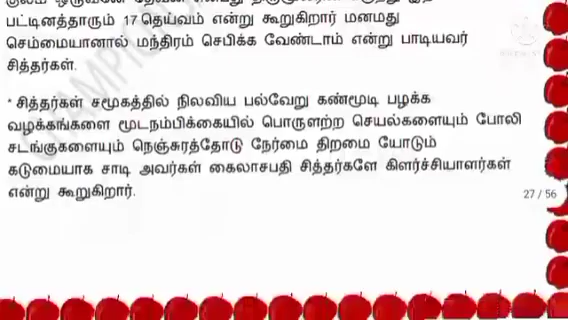 பட்டினத்தாரும் 17 தெய்வம் என்று கூறுகிறார் மனமது
செம்மையானால் மந்திரம் செபிக்க வேண்டாம் என்று பாடியவர்
சித்தர்கள்.
* சித்தர்கள் சமூகத்தில் நிலவிய பல்வேறு கண்மூடி பழக்க
வழக்கங்களை மூடநம்பிக்கையில் பொருளற்ற செயல்களையும் போலி
சடங்குகளையும் நெஞ்சுரத்தோடு நேர்மை திறமை யோடும்
கடுமையாக சாடி அவர்கள் கைலாசபதி சித்தர்களே கிளர்ச்சியாளர்கள்
என்று கூறுகிறார்.
27 / 56